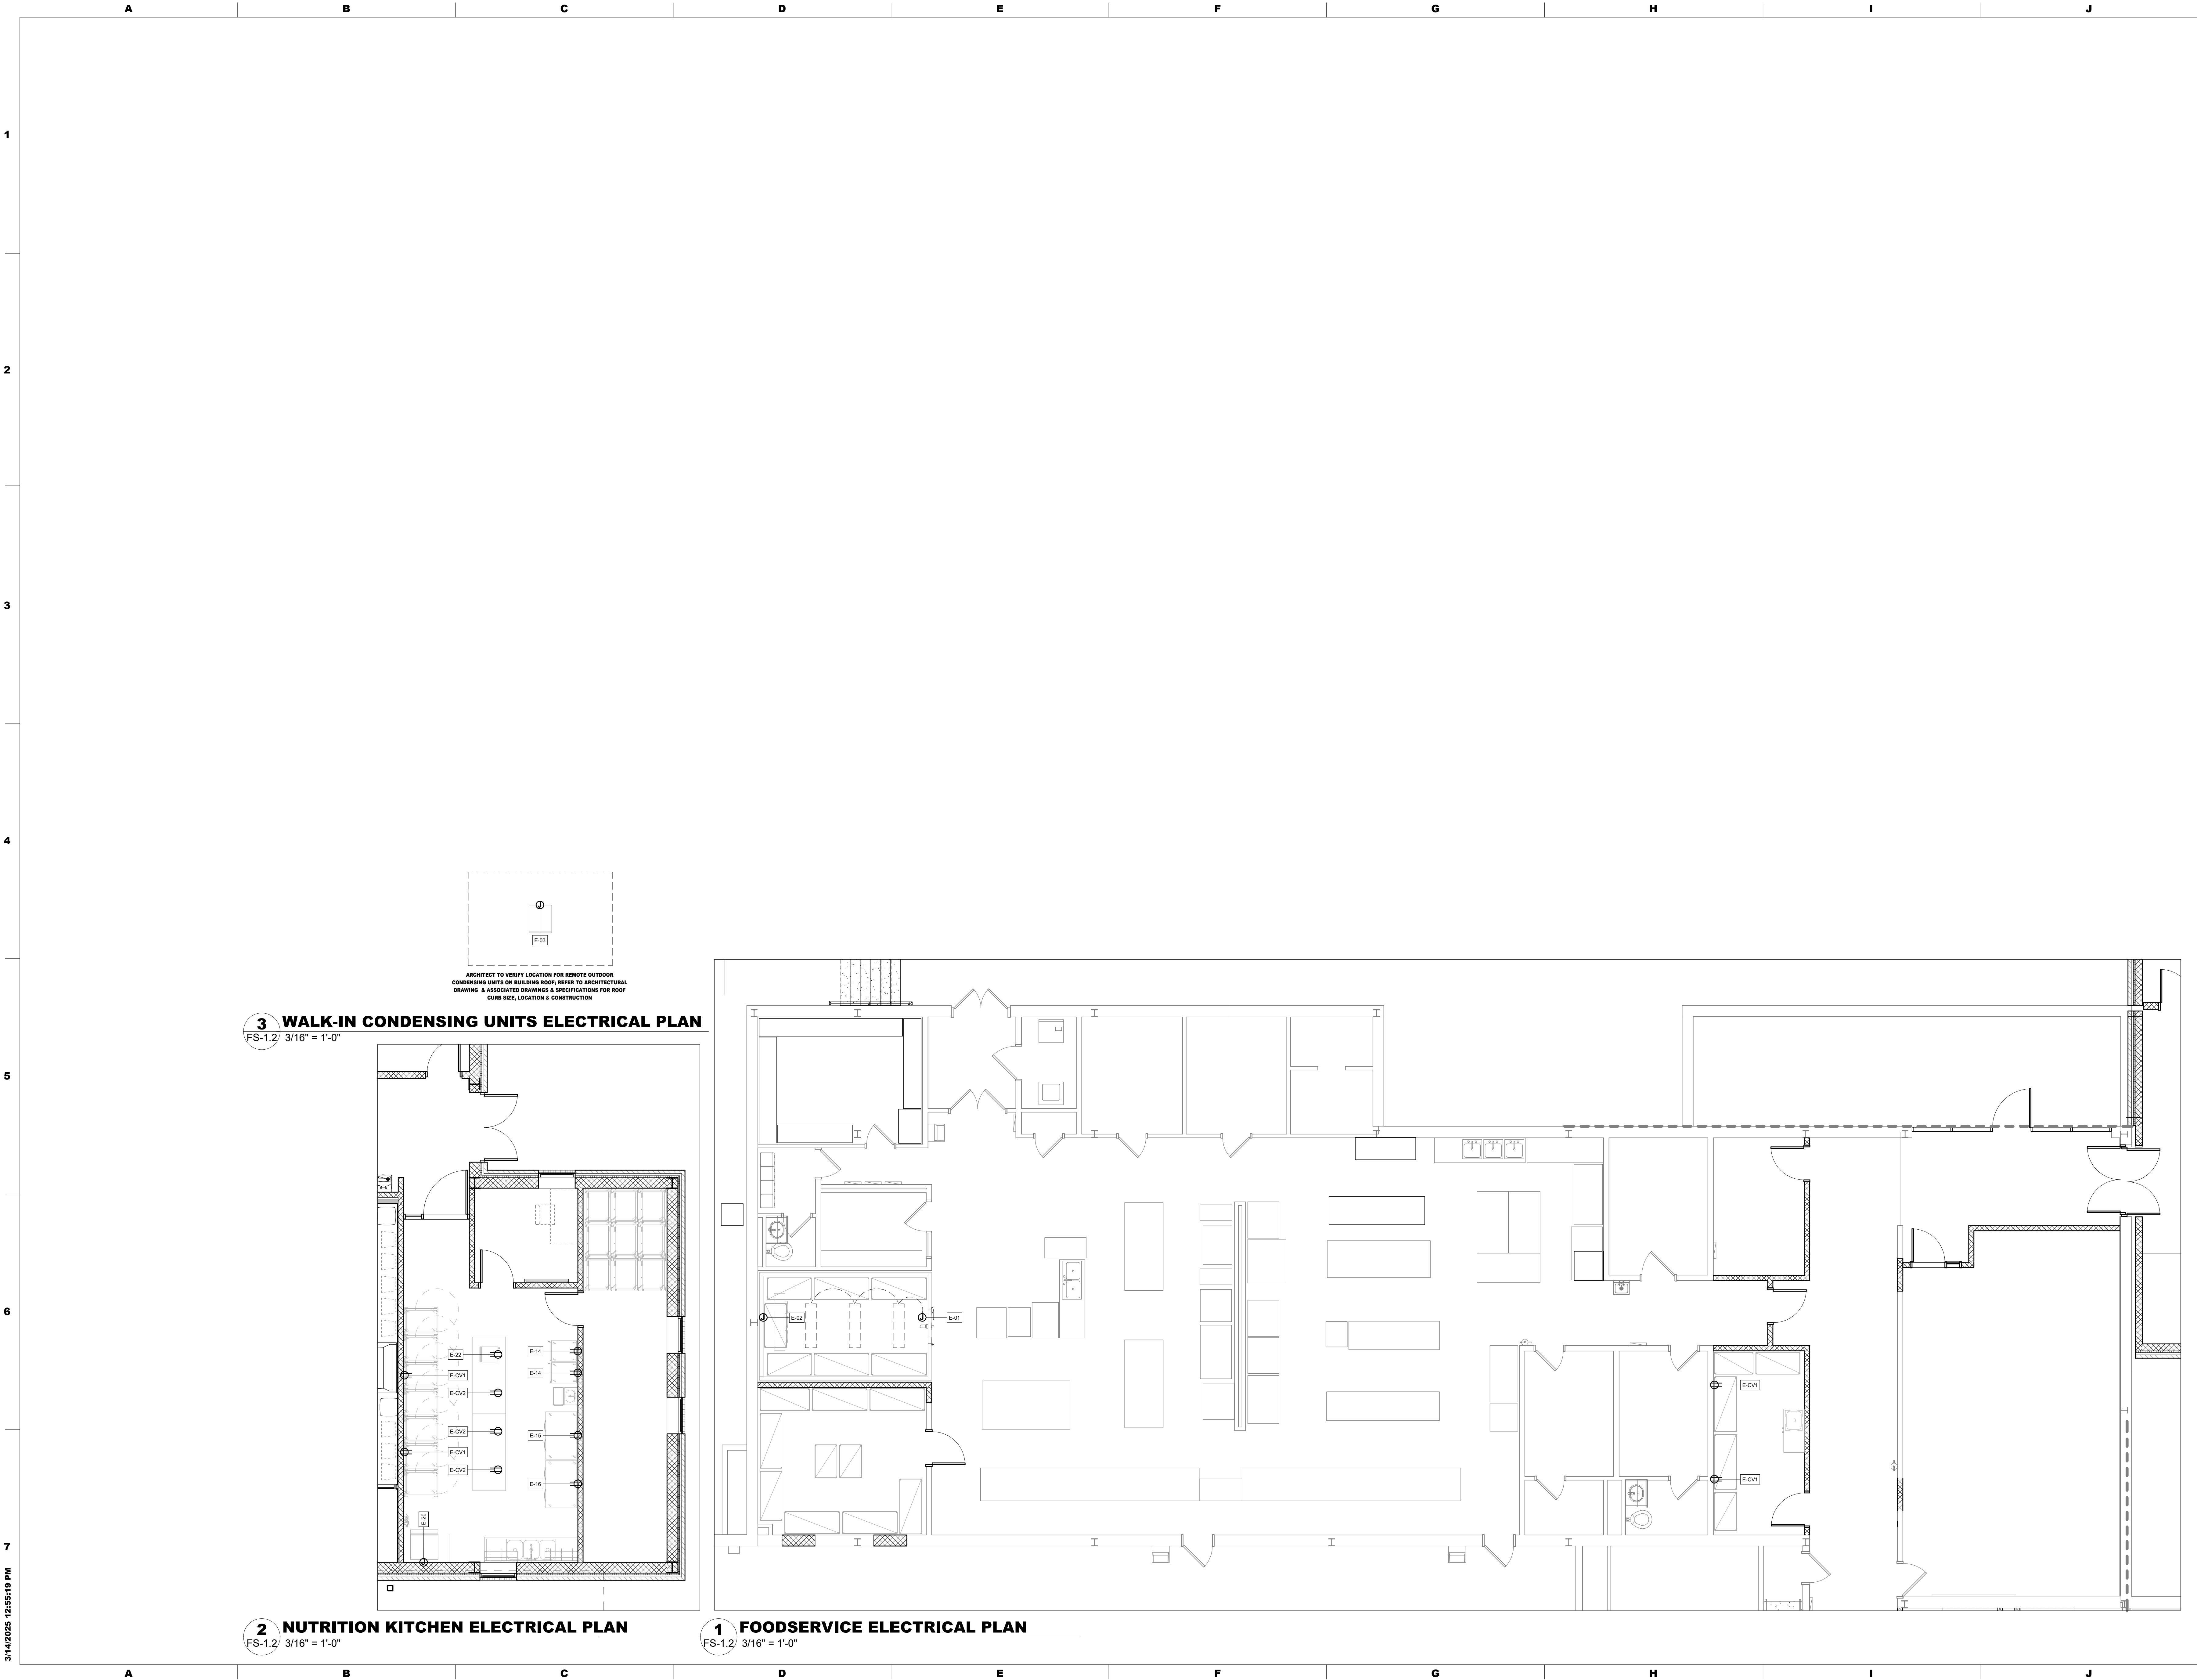 A B C D E F G H I J
1
2
3
4
E-03
ARCHITECT TO VERIFY LOCATION FOR REMOTE OUTDOOR
CONDENSING UNITS ON BUILDING ROOF; REFER TO ARCHITECTURAL
DRAWING & ASSOCIATED DRAWINGS & SPECIFICATIONS FOR ROOF
CURB SIZE, LOCATION & CONSTRUCTION
3 WALK-IN CONDENSING UNITS ELECTRICAL PLAN
FS-1.2 3/16" = 1'-0"
5
6
E-02
E-01
E-14
E-22
E-14
E-CV1
E-CV2
E-CV1
E-CV2
E-15
E-CV1
E-CV2
E-16
E-CV1
E-20
7
3/14/2025 12:55:19 PM
2 NUTRITION KITCHEN ELECTRICAL PLAN
FS-1.2 3/16" = 1'-0"
1 FOODSERVICE ELECTRICAL PLAN
FS-1.2 3/16" = 1'-0"
A B C D E F G H I J